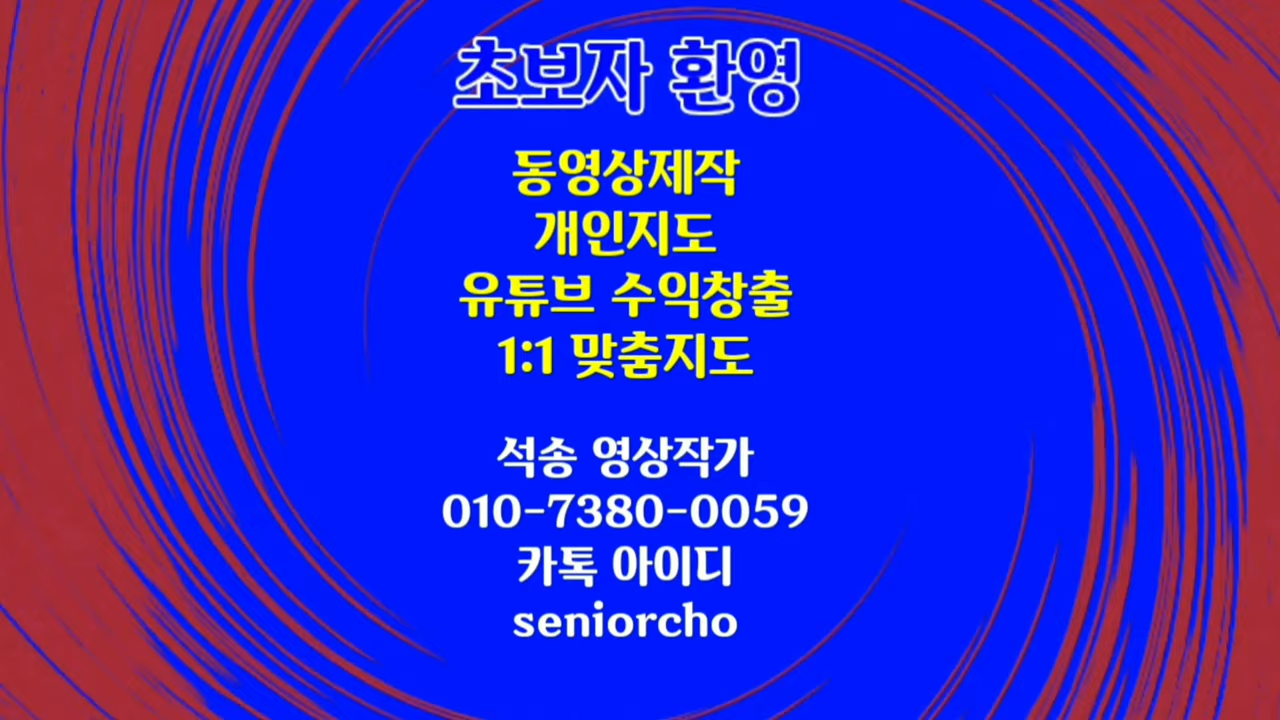 초보자 환영
동영상제작
개인지도
유튜브 수익창출
1:1 맞춤지도
석송 영상작가
010-7380-0059
카톡 아이디
seniorcho